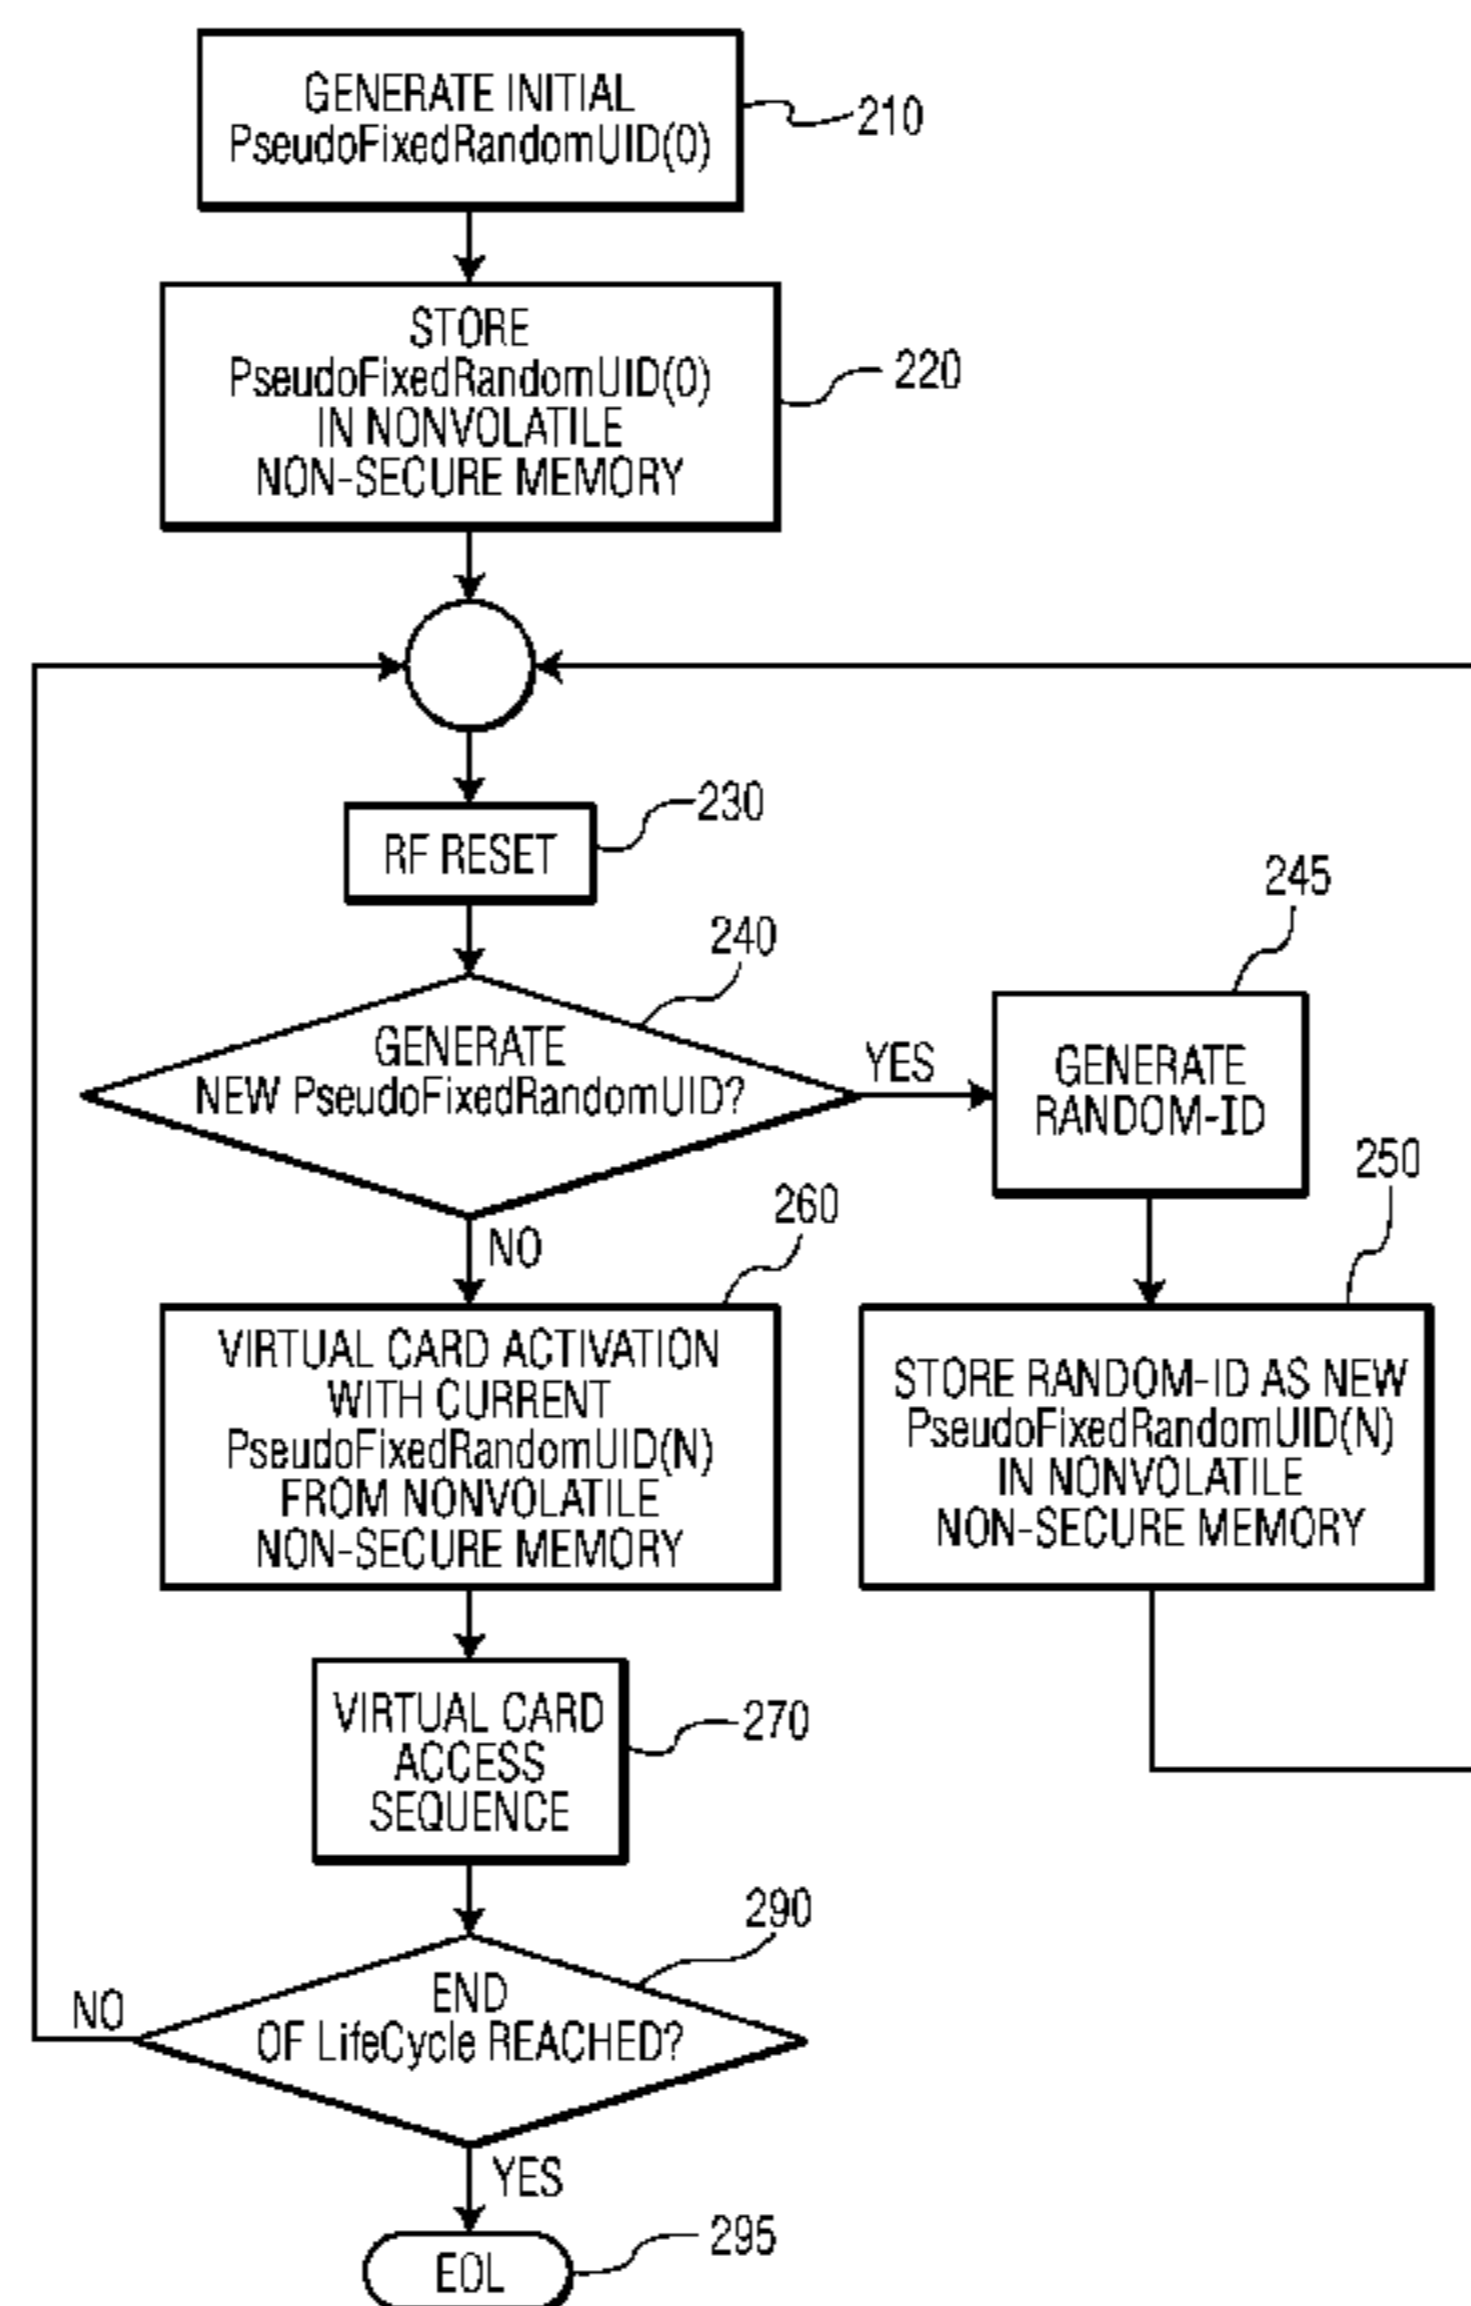 GENERATE INITIAL
PseudoFixedRandomUID(0)
210
STORE
PseudoFixedRandomUID(0)
IN NONVOLATILE
NON-SECURE MEMORY
220
RF RESET
230
240
GENERATE
NEW PseudoFixedRandomUID?
YES
NO
245
GENERATE
RANDOM-ID
250
STORE RANDOM-ID AS NEW
PseudoFixedRandomUID(N)
IN NONVOLATILE
NON-SECURE MEMORY
260
VIRTUAL CARD ACTIVATION
WITH CURRENT
PseudoFixedRandomUID(N)
FROM NONVOLATILE
NON-SECURE MEMORY
VIRTUAL CARD
ACCESS
SEQUENCE
270
290
END
OF LifeCycle REACHED?
NO
YES
EOL
295